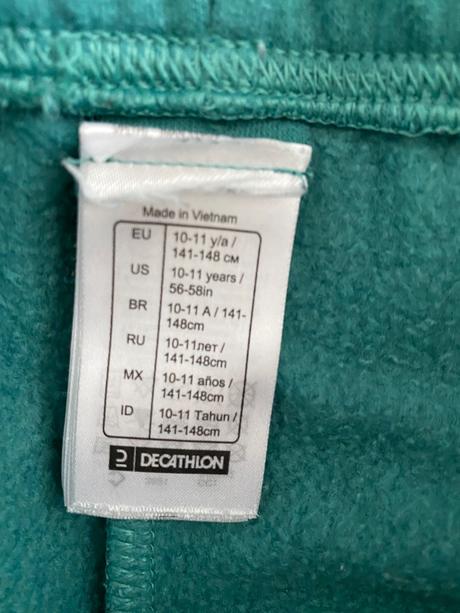 Made in Vietnam
EU 10-11 y/a /
141-148 CM
US 10-11 years /
56-58in
BR 10-11 A / 141-
148cm
RU 10-11лет /
141-148cm
MX 10-11 años /
141-148cm
ID 10-11 Tahun /
141-148cm
DECATHLON